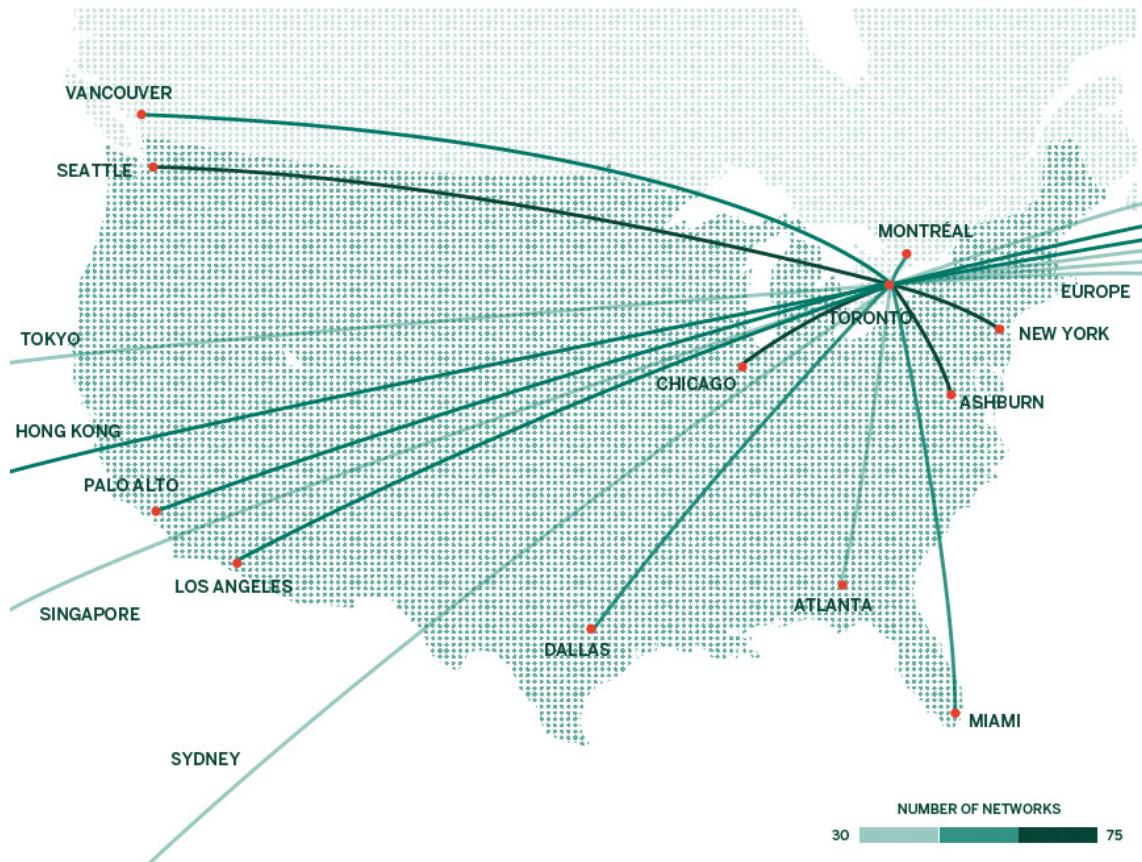 VANCOUVER
SEATTLE
MONTRÉAL
EUROPE
TORONTO
TOKYO
NEW YORK
CHICAGO
ASHBURN
HONG KONG
PALO ALTO
LOS ANGELES
ATLANTA
SINGAPORE
DALLAS
MIAMI
SYDNEY
NUMBER OF NETWORKS
30 75